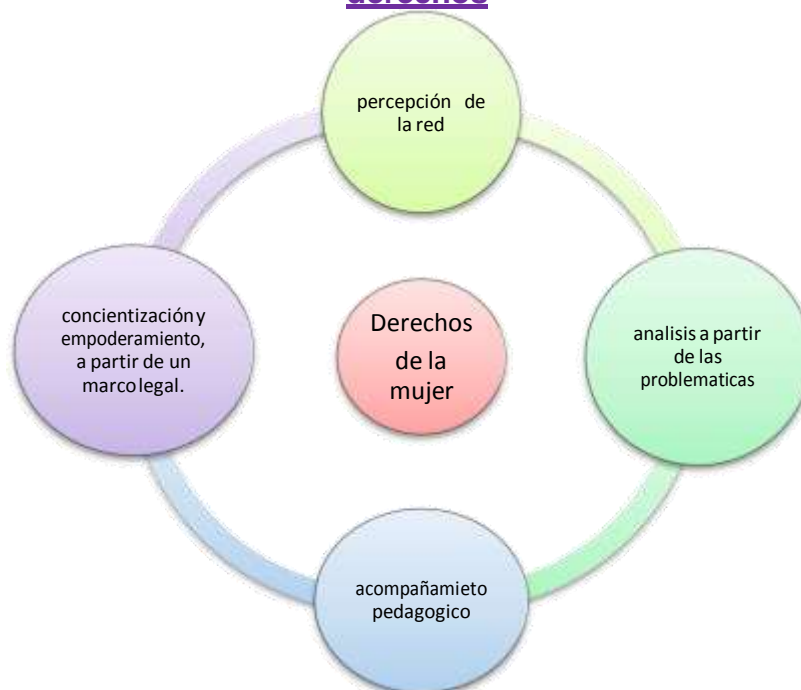 derechos
percepción de
la red
concientización y
empoderamiento,
a partir de un
marco legal.
Derechos
de la
mujer
analisis a partir
de las
problematicas
acompañamieto
pedagogico